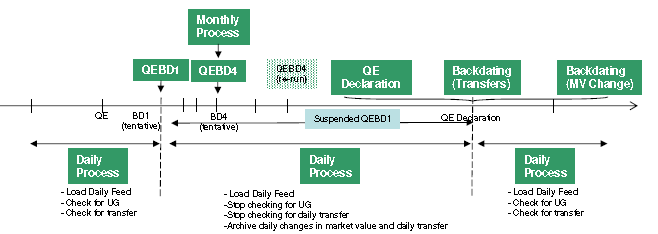 Monthly
Process
QEBD1
QEBD4
QEBD4
(re-run)
QE
Declaration
Backdating
(Transfers)
Backdating
(MV Change)
QE
BD1
(tentative)
BD4
(tentative)
Suspended QEBD1
QE Declaration
Daily
Process
- Load Daily Feed
- Check for UG
- Check for transfer
Daily
Process
- Load Daily Feed
-Stop checking for UG
-Stop checking for daily transfer
-Archive daily changes in market value and daily transfer
Daily
Process
- Load Daily Feed
- Check for UG
- Check for transfer